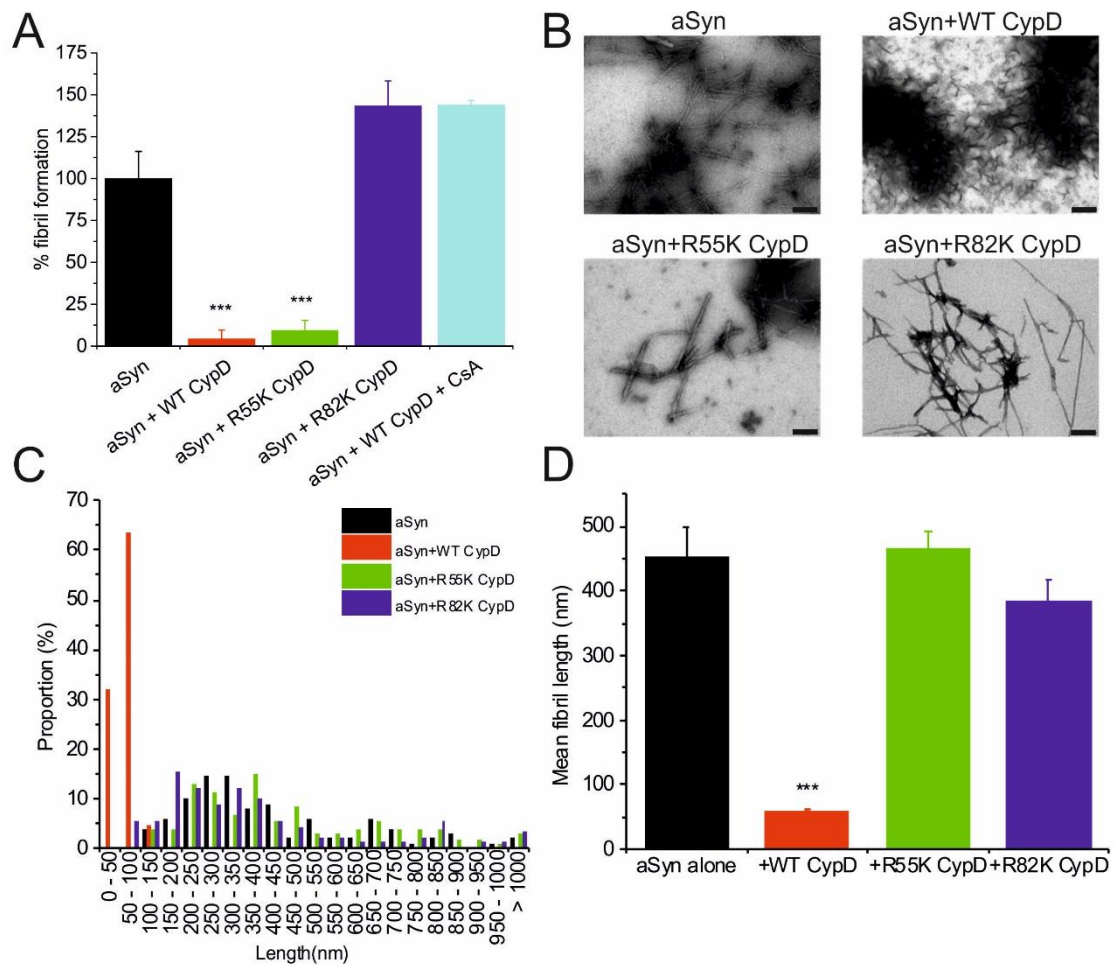 A
% fibril formation
175
150
125
100
75
50
25
0
***
***
aSyn
aSyn + WT CypD
aSyn + R55K CypD
aSyn + R82K CypD
aSyn + WT CypD + CsA
B
aSyn
aSyn+WT CypD
aSyn+R55K CypD
aSyn+R82K CypD
C
Proportion (%)
70
60
50
40
30
20
10
0
aSyn
aSyn+WT CypD
aSyn+R55K CypD
aSyn+R82K CypD
0 - 50
50 - 100
100 - 150
150 - 200
200 - 250
250 - 300
300 - 350
350 - 400
400 - 450
450 - 500
500 - 550
550 - 600
600 - 650
650 - 700
700 - 750
750 - 800
800 - 850
850 - 900
900 - 950
950 - 1000
> 1000
Length(nm)
D
Mean fibril length (nm)
500
400
300
200
100
0
***
aSyn alone
+WT CypD
+R55K CypD
+R82K CypD